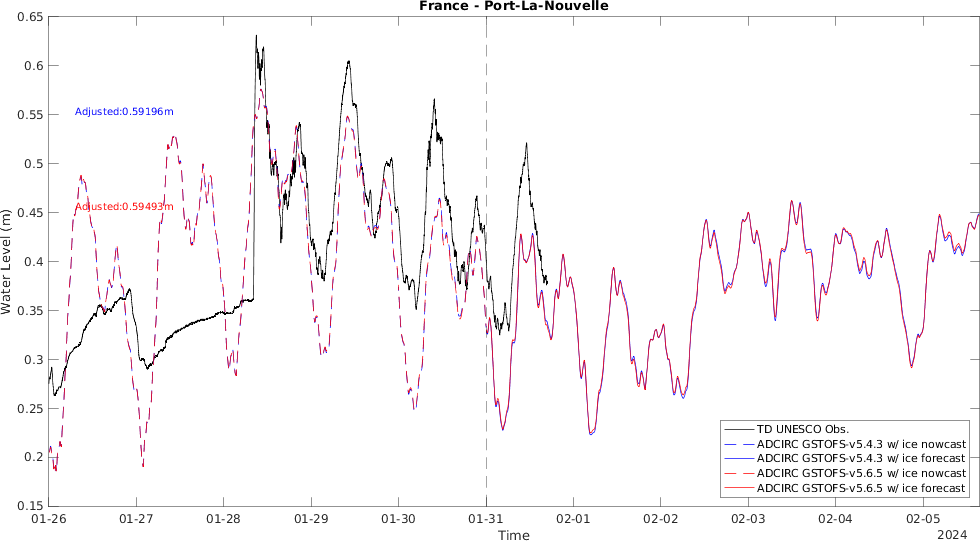 France - Port-La-Nouvelle
0.65
0.6
0.55
0.5
0.45
0.4
0.35
0.3
0.25
0.2
0.15
Water Level (m)
Adjusted:0.59196m
Adjusted:0.59493m
TD UNESCO Obs.
ADCIRC GSTOFS-v5.4.3 w/ ice nowcast
ADCIRC GSTOFS-v5.4.3 w/ ice forecast
ADCIRC GSTOFS-v5.6.5 w/ ice nowcast
ADCIRC GSTOFS-v5.6.5 w/ ice forecast
01-26 01-27 01-28 01-29 01-30 01-31 02-01 02-02 02-03 02-04 02-05
Time
2024